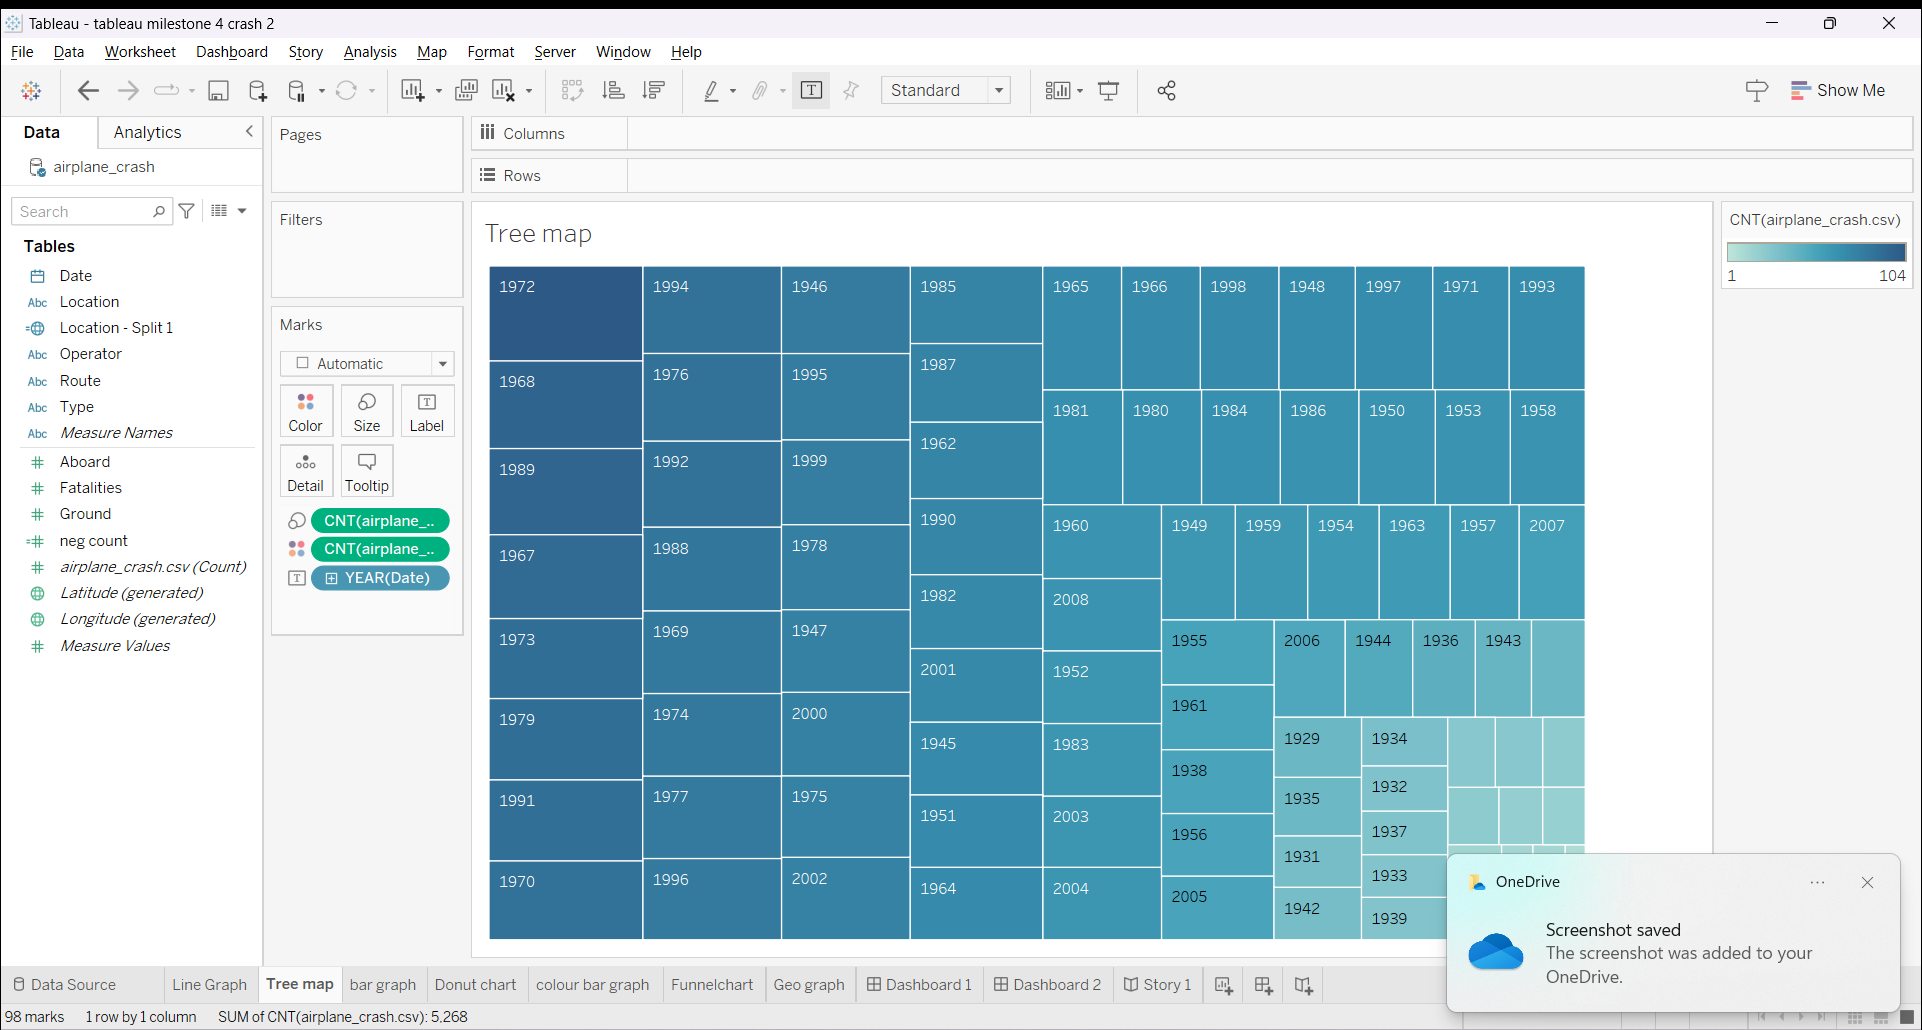 Tableau - tableau milestone 4 crash 2
File Data Worksheet Dashboard Story Analysis Map Format Server Window Help
Standard
Show Me
Data Analytics
airplane_crash
Search
Tables
Date
Abc Location
Location - Split 1
Abc Operator
Abc Route
Abc Type
Abc Measure Names
Aboard
Fatalities
Ground
neg count
airplane_crash.csv (Count)
Latitude (generated)
Longitude (generated)
Measure Values
Pages
Filters
Marks
Automatic
Color Size Label
Detail Tooltip
CNT(airplane_..
CNT(airplane_..
YEAR(Date)
Columns
Rows
Tree map
1972
1968
1989
1967
1973
1979
1991
1970
1994
1976
1992
1988
1969
1974
1977
1996
1946
1995
1999
1978
1947
2000
1975
2002
1985
1987
1962
1990
1982
2001
1945
1951
1964
1965 1966 1998 1948 1997 1971 1993
1981 1980 1984 1986 1950 1953 1958
1960
2008
1952
1983
2003
2004
1949 1959 1954 1963 1957 2007
1955
1961
1938
1956
2005
2006 1944 1936 1943
1929
1935
1931
1942
1934
1932
1937
1933
1939
CNT(airplane_crash.csv)
1 104
OneDrive
Screenshot saved
The screenshot was added to your
OneDrive.
Data Source Line Graph Tree map bar graph Donut chart colour bar graph Funnelchart Geo graph Dashboard 1 Dashboard 2 Story 1
98 marks 1 row by 1 column SUM of CNT(airplane_crash.csv): 5,268